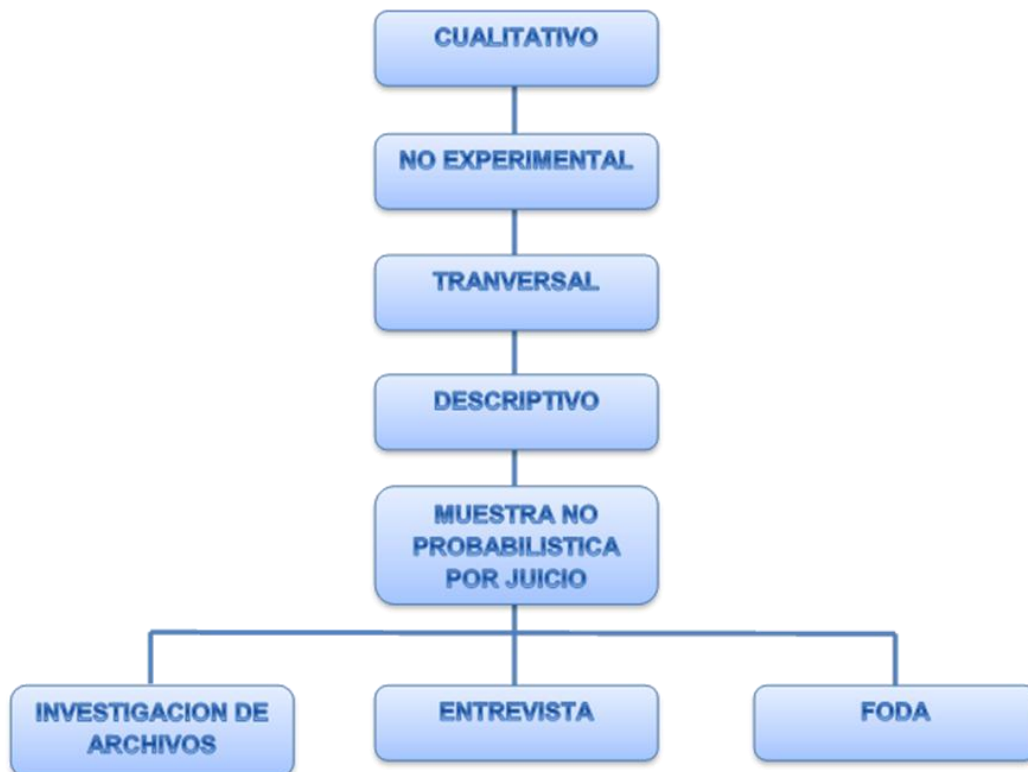 CUALITATIVO
NO EXPERIMENTAL
TRANVERSAL
DESCRIPTIVO
MUESTRA NO
PROBABILISTICA
POR JUICIO
INVESTIGACION DE
ARCHIVOS
ENTREVISTA
FODA